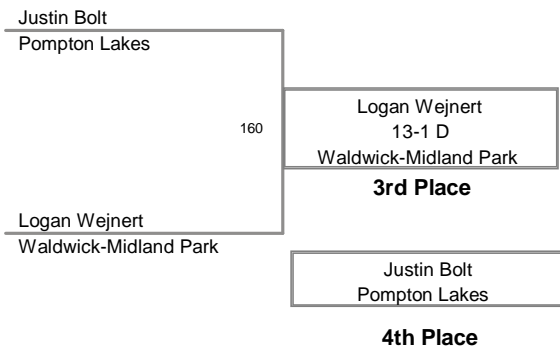 Justin Bolt
Pompton Lakes
160
Logan Wejnert
13-1 D
Waldwick-Midland Park
3rd Place
Logan Wejnert
Waldwick-Midland Park
Justin Bolt
Pompton Lakes
4th Place